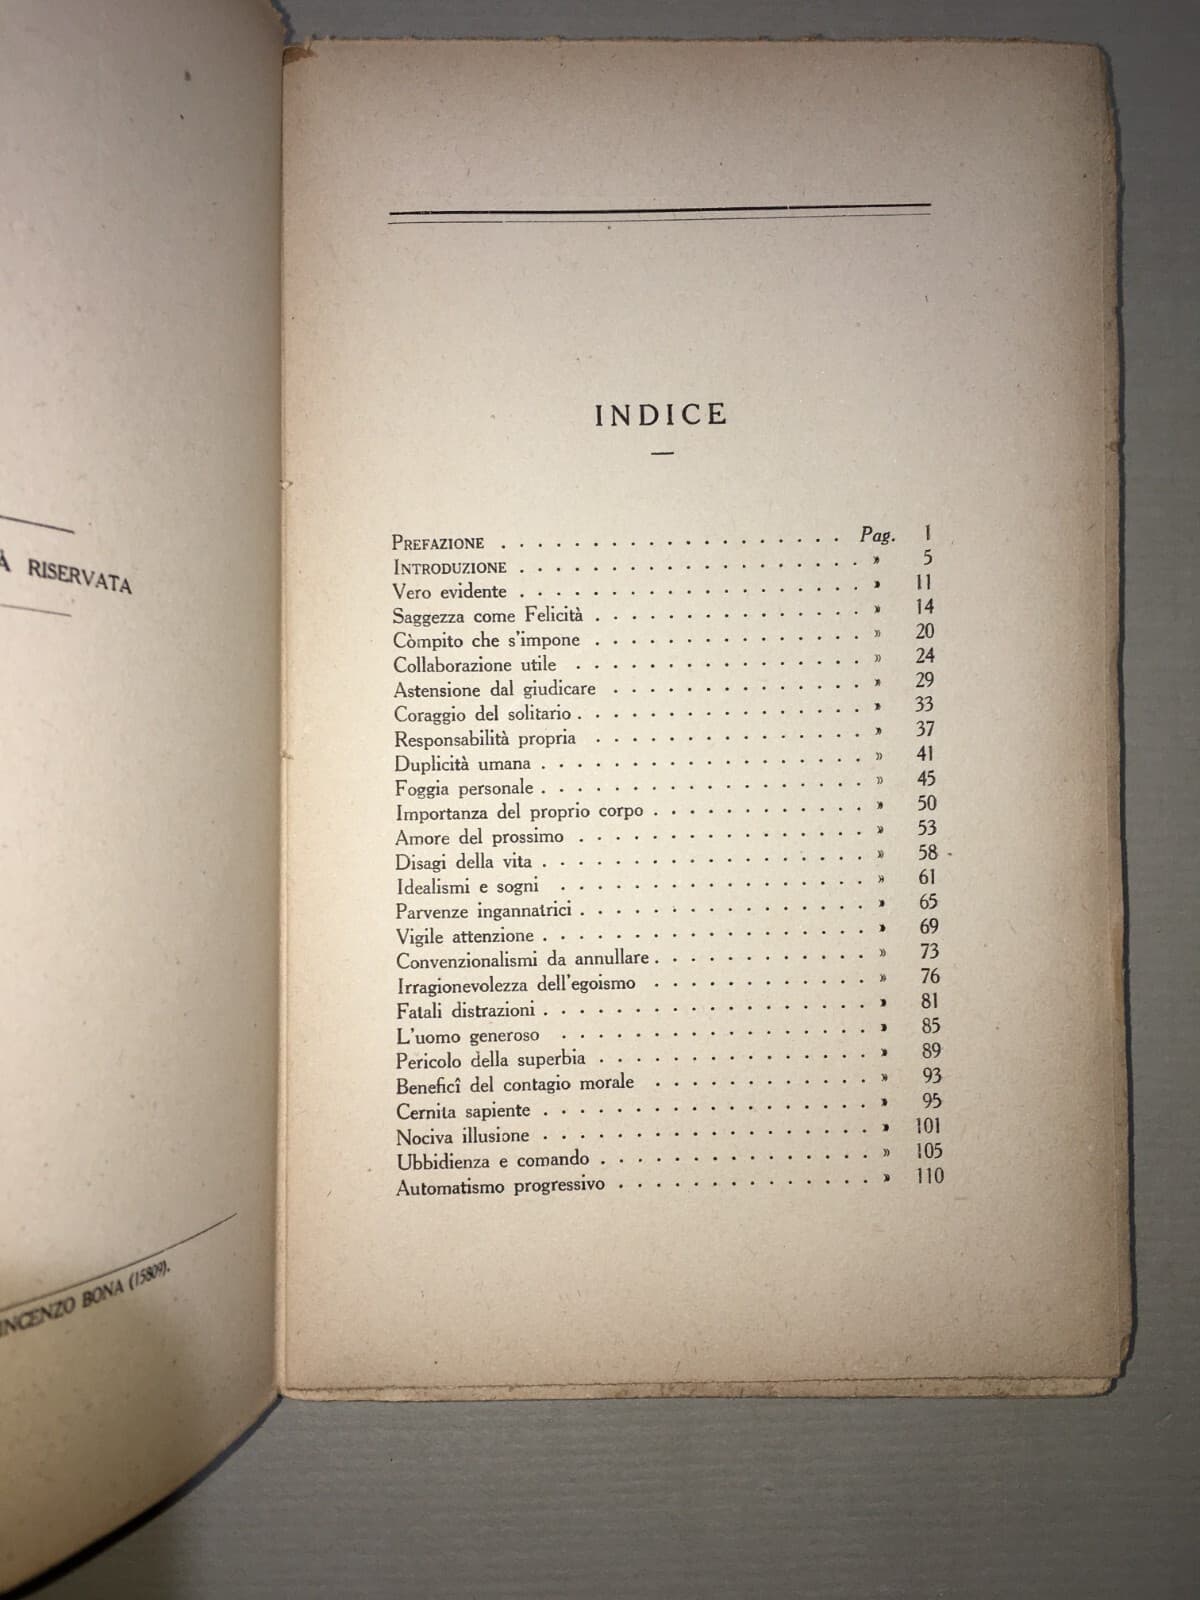 RISERVATA
BONA (15809).
INDICE
PREFAZIONE . . . . . . . . . . . . . . . . . . . Pag. 1
INTRODUZIONE . . . . . . . . . . . . . . . . . . . » 5
Vero evidente . . . . . . . . . . . . . . . . . . . » 11
Saggezza come Felicità . . . . . . . . . . . . . . . » 14
Còmpito che s'impone . . . . . . . . . . . . . . . » 20
Collaborazione utile . . . . . . . . . . . . . . . . » 24
Astensione dal giudicare . . . . . . . . . . . . . . » 29
Coraggio del solitario . . . . . . . . . . . . . . . . » 33
Responsabilità propria . . . . . . . . . . . . . . . » 37
Duplicità umana . . . . . . . . . . . . . . . . . . » 41
Foggia personale . . . . . . . . . . . . . . . . . . » 45
Importanza del proprio corpo . . . . . . . . . . . . » 50
Amore del prossimo . . . . . . . . . . . . . . . . » 53
Disagi della vita . . . . . . . . . . . . . . . . . . » 58
Idealismi e sogni . . . . . . . . . . . . . . . . . » 61
Parvenze ingannatrici . . . . . . . . . . . . . . . . » 65
Vigile attenzione . . . . . . . . . . . . . . . . . . » 69
Convenzionalismi da annullare . . . . . . . . . . . . » 73
Irragionevolezza dell'egoismo . . . . . . . . . . . . » 76
Fatali distrazioni . . . . . . . . . . . . . . . . . . » 81
L'uomo generoso . . . . . . . . . . . . . . . . . » 85
Pericolo della superbia . . . . . . . . . . . . . . . » 89
Beneficî del contagio morale . . . . . . . . . . . . » 93
Cernita sapiente . . . . . . . . . . . . . . . . . . » 95
Nociva illusione . . . . . . . . . . . . . . . . . . » 101
Ubbidienza e comando . . . . . . . . . . . . . . . » 105
Automatismo progressivo . . . . . . . . . . . . . . » 110